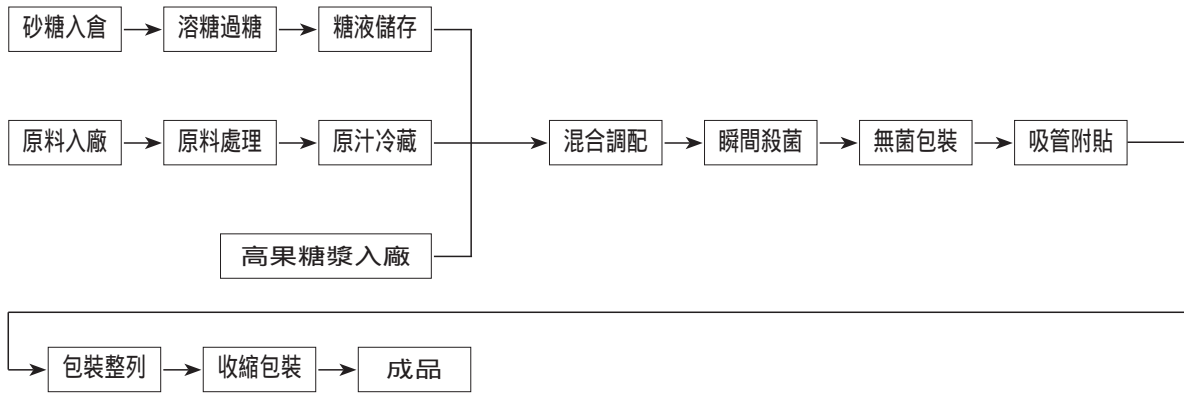 砂糖入倉
溶糖過糖
糖液儲存
原料入廠
原料處理
原汁冷藏
混合調配
瞬間殺菌
無菌包裝
吸管附貼
高果糖漿入廠
包裝整列
收縮包裝
成品